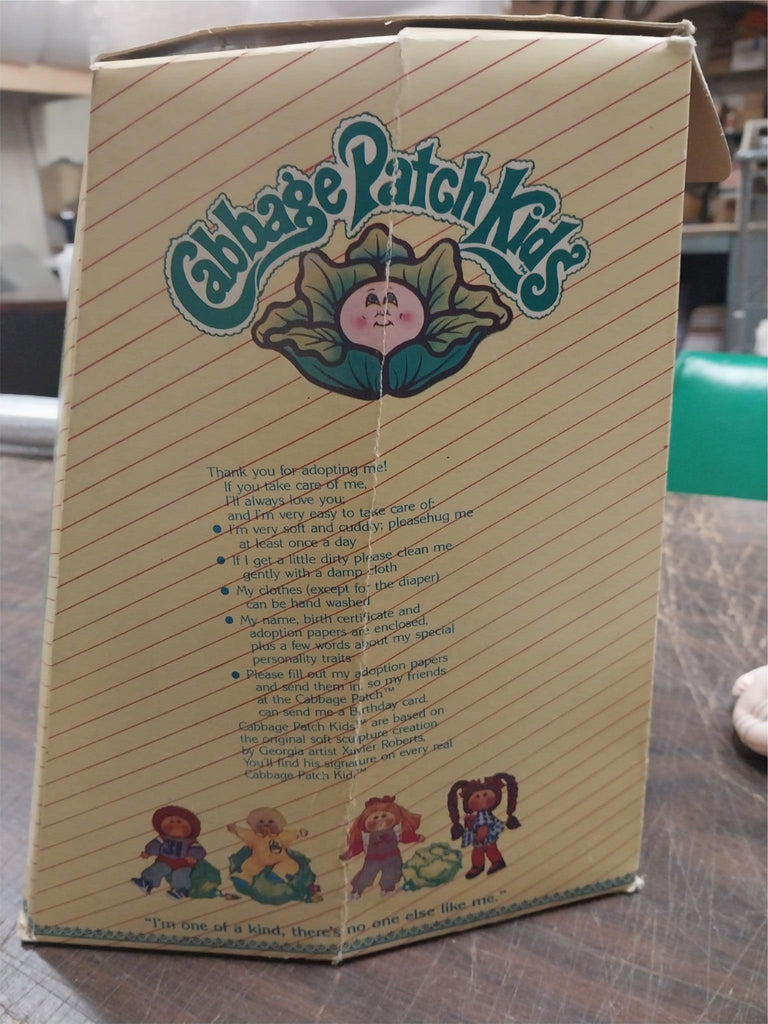 Cabbage Patch Kids™
Thank you for adopting me!
If you take care of me,
I'll always love you;
and I'm very easy to take care of:
• I'm very soft and cuddly; pleasehug me
at least once a day
• If I get a little dirty please clean me
gently with a damp cloth
• My clothes (except for the diaper)
can be hand washed
• My name, birth certificate and
adoption papers are enclosed,
plus a few words about my special
personality traits
• Please fill out my adoption papers
and send them in, so my friends
at the Cabbage Patch™
can send me a Birthday card.
Cabbage Patch Kids™ are based on
the original soft sculpture creation
by Georgia artist Xavier Roberts.
You'll find his signature on every real
Cabbage Patch Kid.™
31
"I'm one of a kind, there's no one else like me."